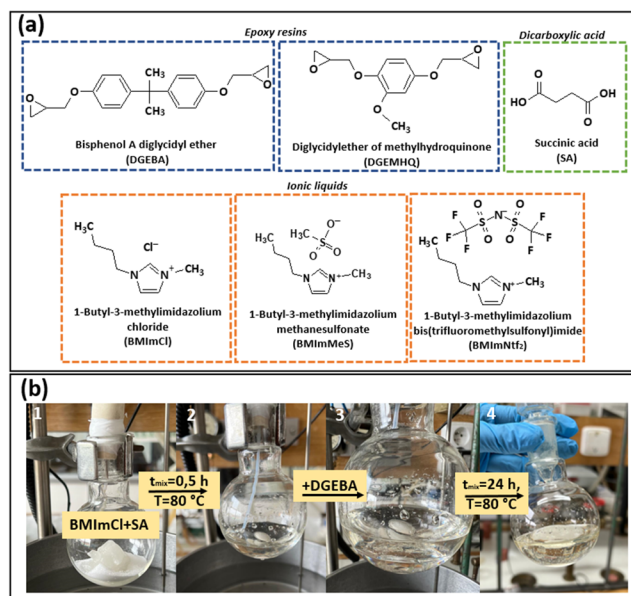 (a)
Epoxy resins
Dicarboxylic acid
O
O
O
CH₃
CH₃
O
O
O
O
O
O
CH₃
O
OH
HO
O
Bisphenol A diglycidyl ether
(DGEBA)
Diglycidylether of methylhydroquinone
(DGEMHQ)
Succinic acid
(SA)
Ionic liquids
H₃C
Cl⁻
N
N⁺
CH₃
1-Butyl-3-methylimidazolium
chloride
(BMImCl)
O⁻
H₃C
S
O
O
H₃C
N
N⁺
CH₃
1-Butyl-3-methylimidazolium
methanesulfonate
(BMImMeS)
O
O
N⁻
F
S
S
F
F
F
O
O
F
F
H₃C
N
N⁺
CH₃
1-Butyl-3-methylimidazolium
bis(trifluoromethylsulfonyl)imide
(BMImNtf₂)
(b)
1
BMImCl+SA
tmix=0,5 h
T=80 °C
2
+DGEBA
3
tmix=24 h,
T=80 °C
4